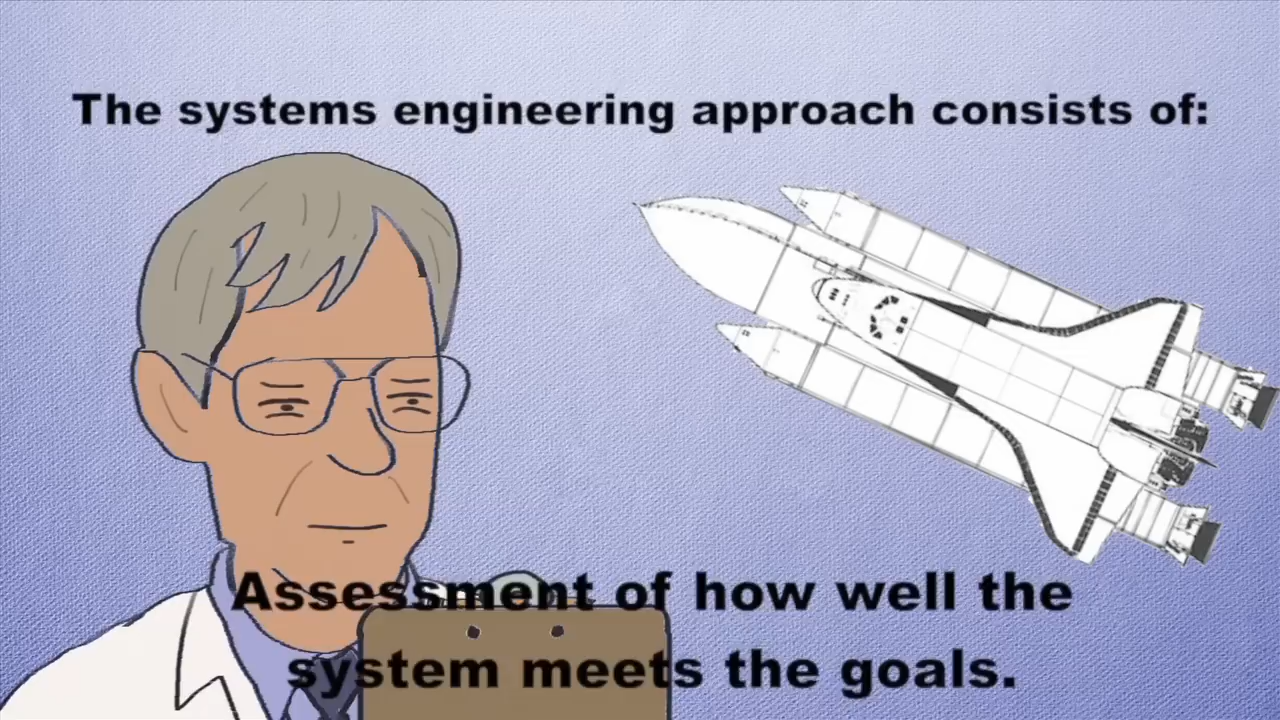 The systems engineering approach consists of:
Assessment of how well the
system meets the goals.